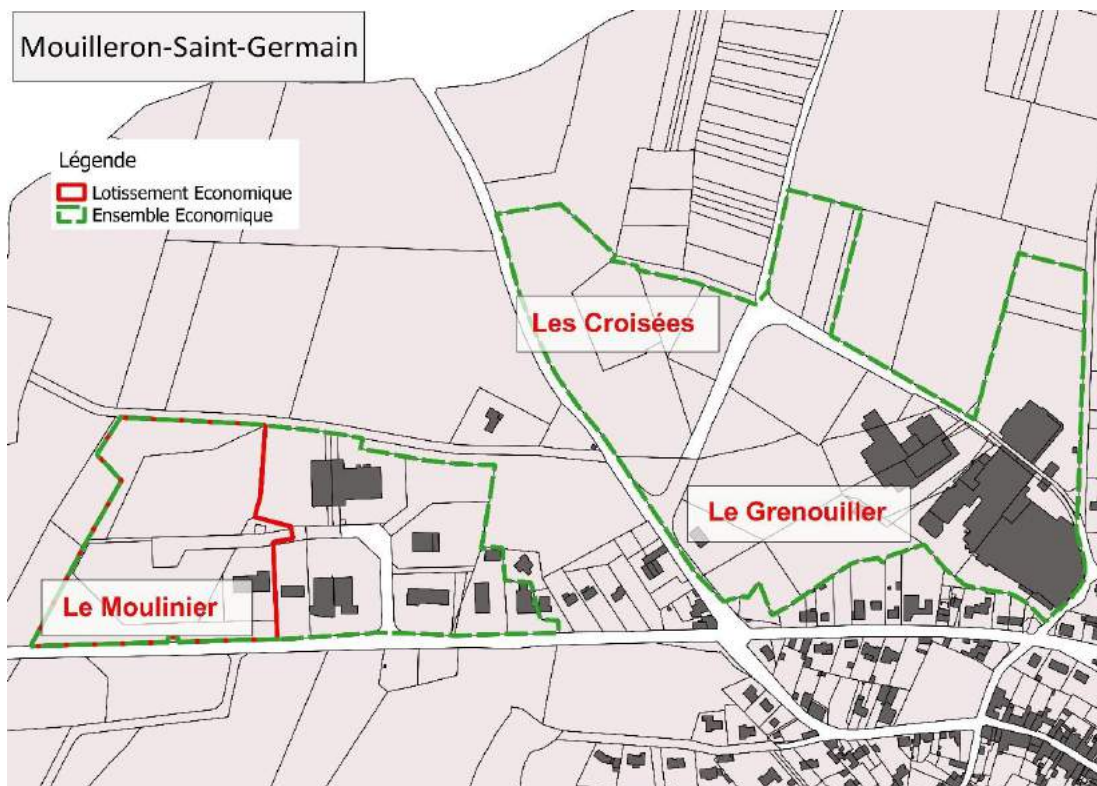 Mouilleron-Saint-Germain
Légende
Lotissement Economique
Ensemble Economique
Les Croisées
Le Grenouiller
Le Moulinier